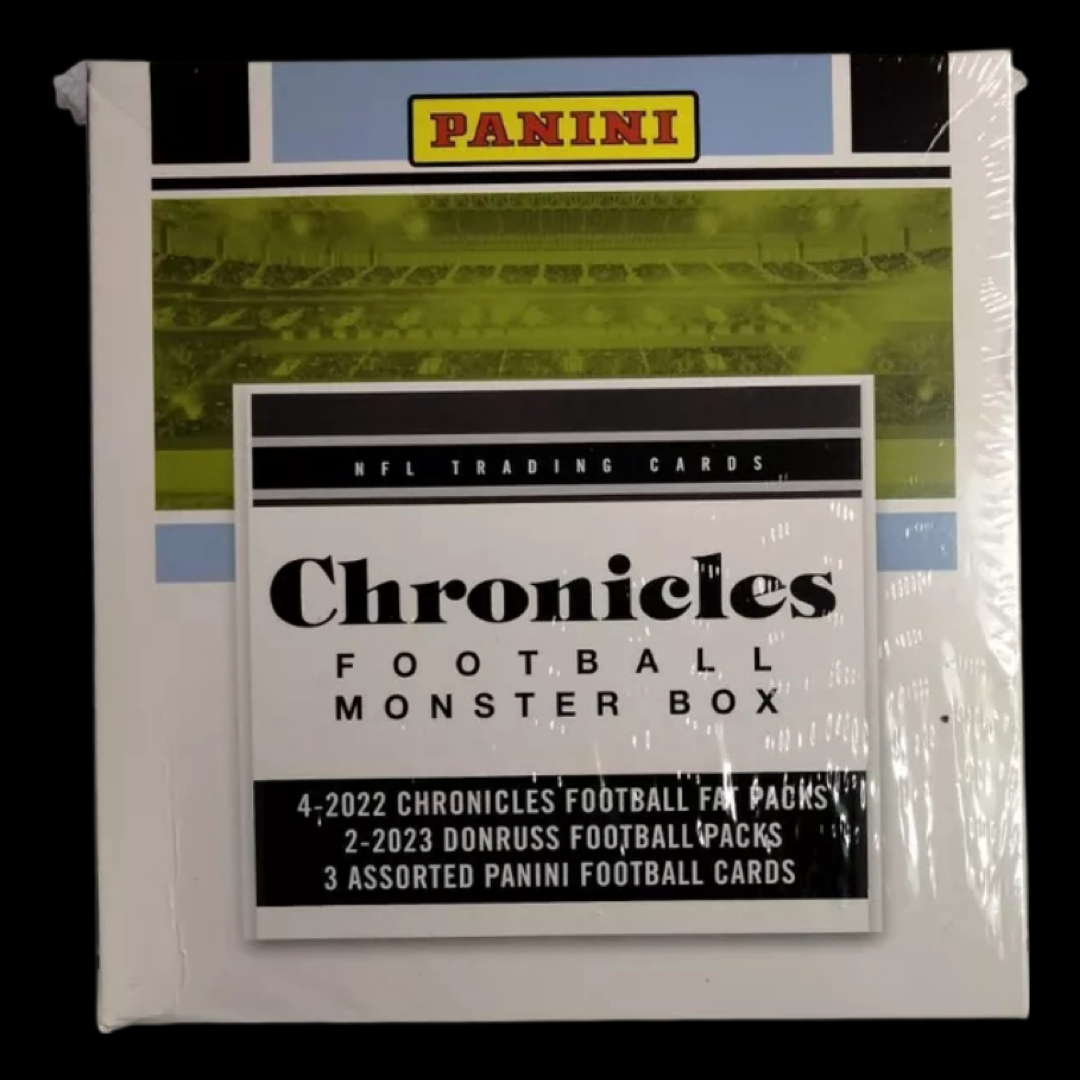 PANINI
NFL TRADING CARDS
Chronicles
FOOTBALL
MONSTER BOX
4-2022 CHRONICLES FOOTBALL FAT PACKS
2-2023 DONRUSS FOOTBALL PACKS
3 ASSORTED PANINI FOOTBALL CARDS